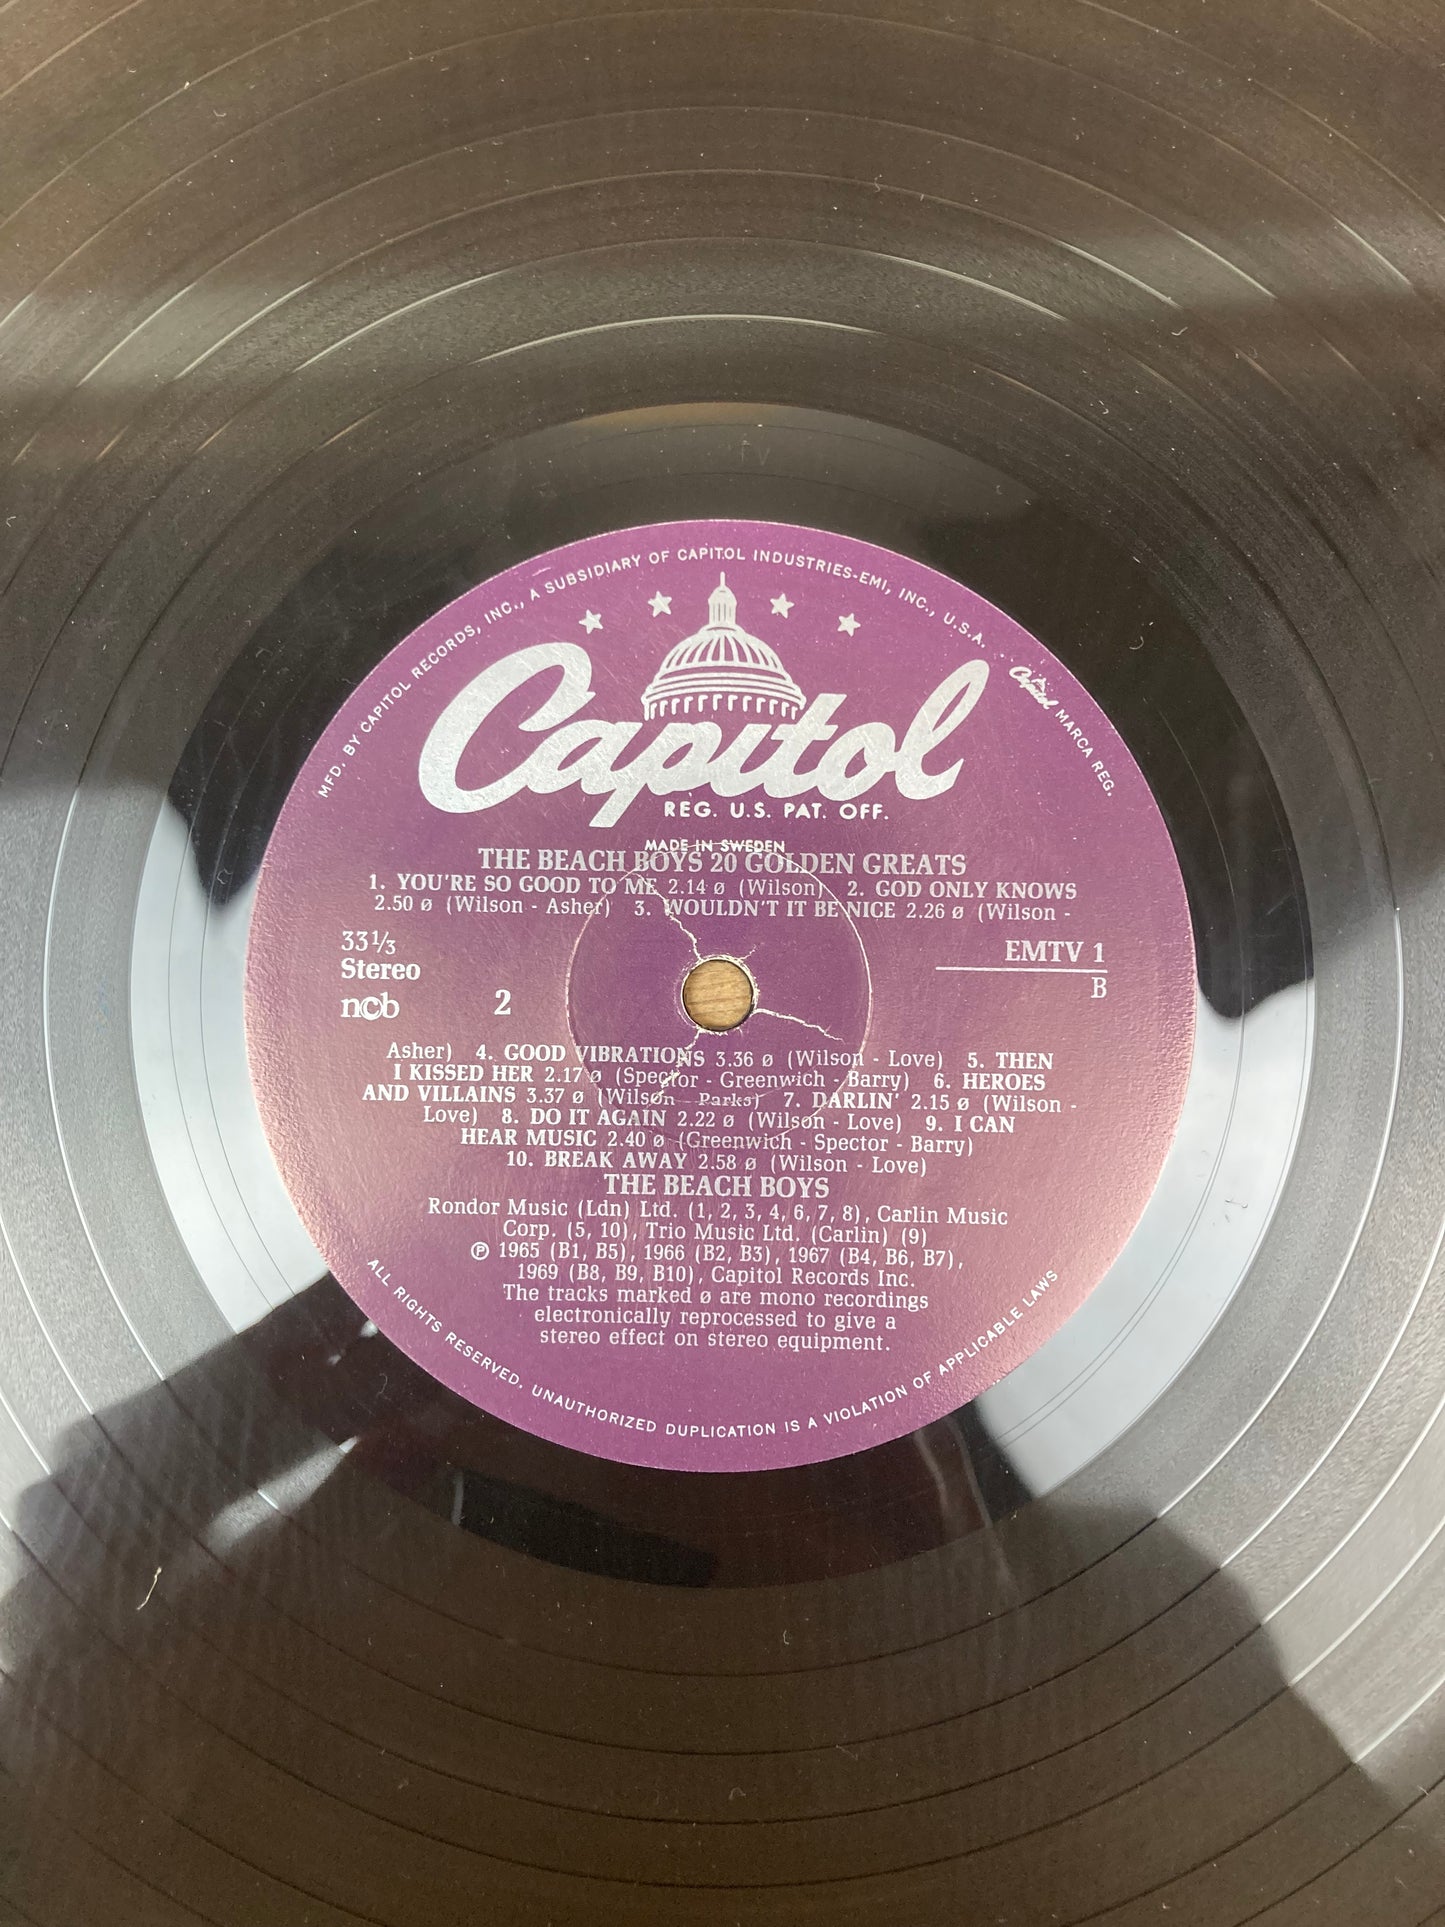 MFD. BY CAPITOL RECORDS, INC., A SUBSIDIARY OF CAPITOL INDUSTRIES-EMI, INC., U.S.A. . Capitol MARCA REG.
Capitol
REG. U.S. PAT. OFF.
MADE IN SWEDEN
THE BEACH BOYS 20 GOLDEN GREATS
1. YOU'RE SO GOOD TO ME 2.14 ø (Wilson) 2. GOD ONLY KNOWS
2.50 ø (Wilson - Asher) 3. WOULDN'T IT BE NICE 2.26 ø (Wilson -
33⅓
Stereo
ncb
2
EMTV 1
B
Asher) 4. GOOD VIBRATIONS 3.36 ø (Wilson - Love) 5. THEN
I KISSED HER 2.17 ø (Spector - Greenwich - Barry) 6. HEROES
AND VILLAINS 3.37 ø (Wilson - Parks) 7. DARLIN' 2.15 ø (Wilson -
Love) 8. DO IT AGAIN 2.22 ø (Wilson - Love) 9. I CAN
HEAR MUSIC 2.40 ø (Greenwich - Spector - Barry)
10. BREAK AWAY 2.58 ø (Wilson - Love)
THE BEACH BOYS
Rondor Music (Ldn) Ltd. (1, 2, 3, 4, 6, 7, 8), Carlin Music
Corp. (5, 10), Trio Music Ltd. (Carlin) (9)
℗ 1965 (B1, B5), 1966 (B2, B3), 1967 (B4, B6, B7),
1969 (B8, B9, B10), Capitol Records Inc.
The tracks marked ø are mono recordings
electronically reprocessed to give a
stereo effect on stereo equipment.
ALL RIGHTS RESERVED. UNAUTHORIZED DUPLICATION IS A VIOLATION OF APPLICABLE LAWS